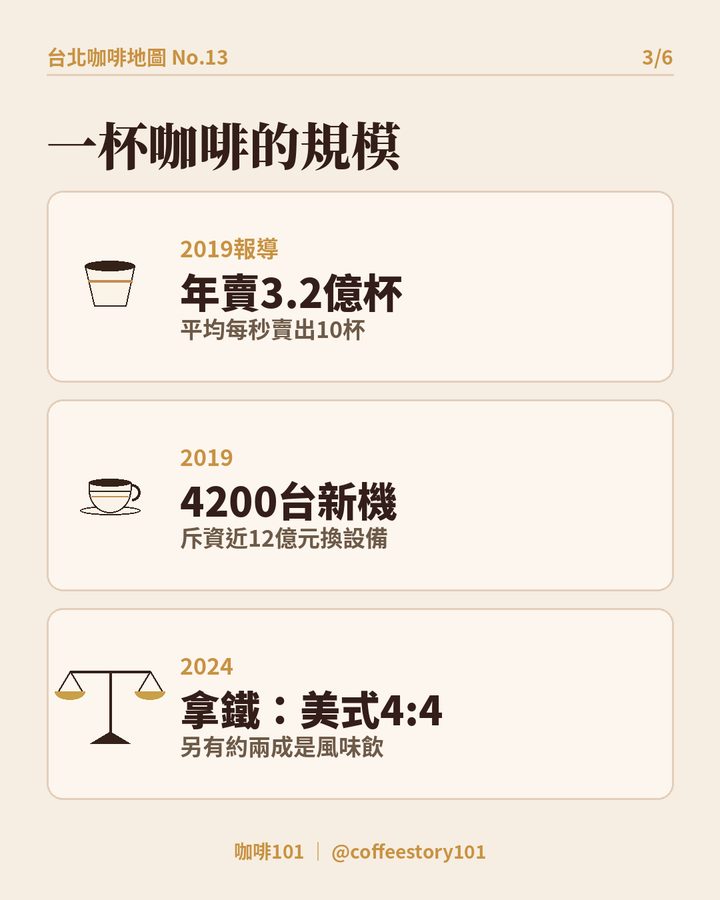 台北咖啡地圖 No.13
3/6
一杯咖啡的規模
2019報導
年賣3.2億杯
平均每秒賣出10杯
2019
4200台新機
斥資近12億元換設備
2024
拿鐵：美式4:4
另有約兩成是風味飲
咖啡101｜@coffeestory101